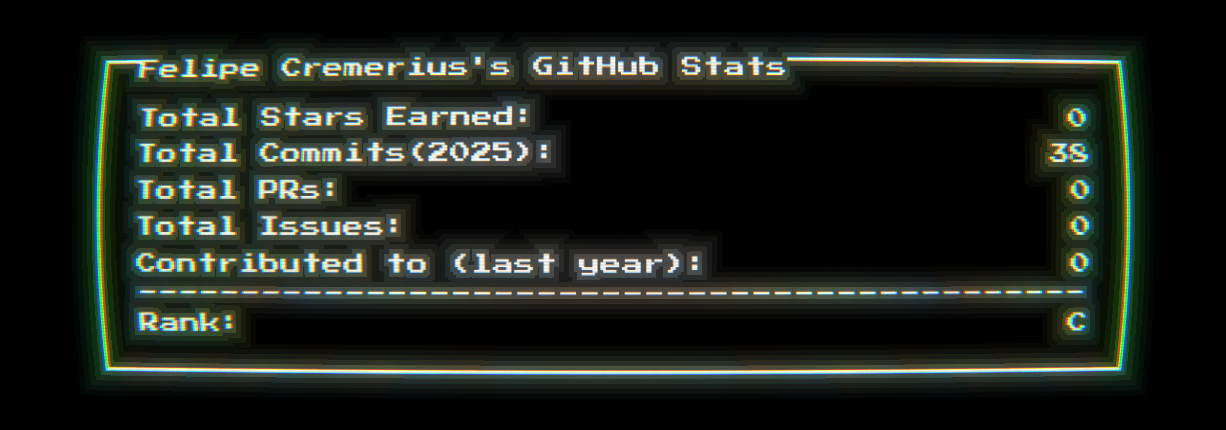 Felipe Cremerius's GitHub Stats
Total Stars Earned: 0
Total Commits(2025): 38
Total PRs: 0
Total Issues: 0
Contributed to (last year): 0
----------------------------------------------
Rank: C